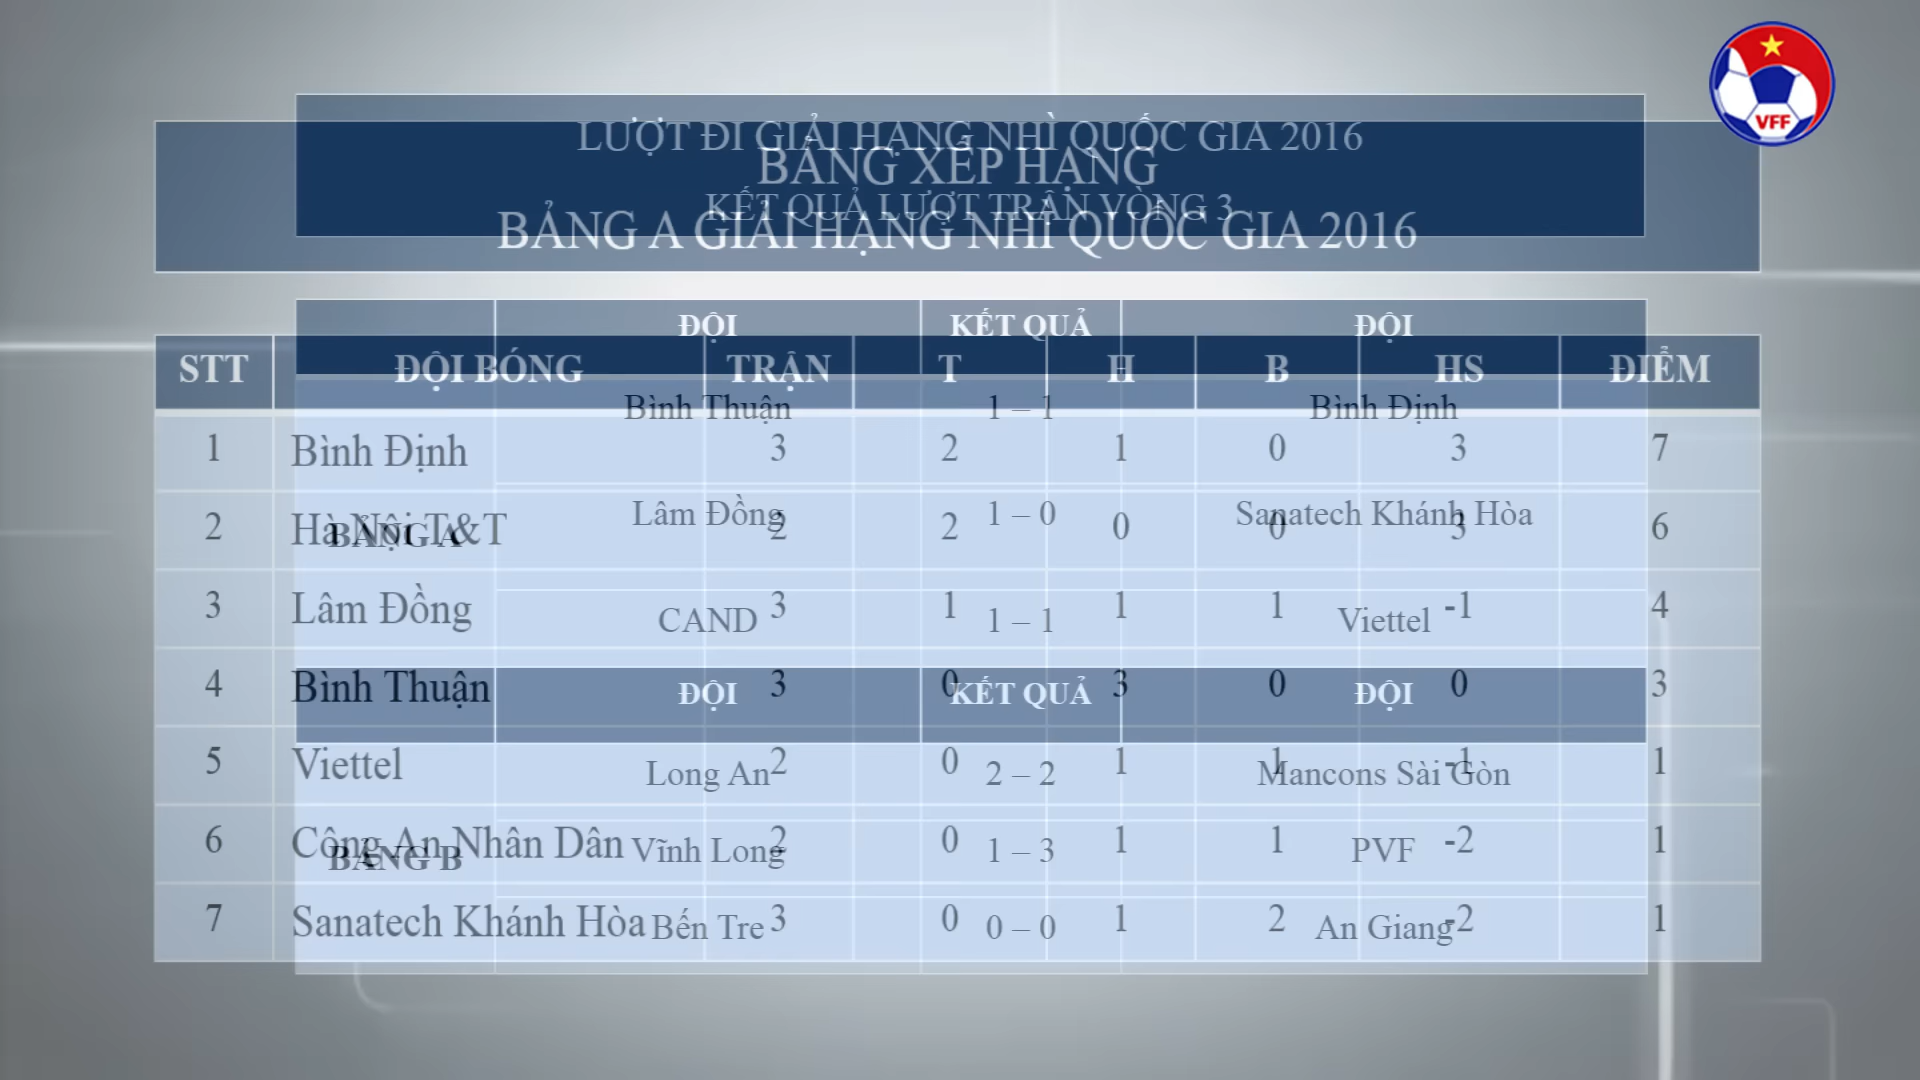 VFF
LƯỢT ĐI GIẢI HẠNG NHÌ QUỐC GIA 2016
KẾT QUẢ LƯỢT TRẬN VÒNG 3
ĐỘI KẾT QUẢ ĐỘI
BẢNG A
Bình Thuận 1 – 1 Bình Định
Lâm Đồng 1 – 0 Sanatech Khánh Hòa
CAND 1 – 1 Viettel
ĐỘI KẾT QUẢ ĐỘI
BẢNG B
Long An 2 – 2 Mancons Sài Gòn
Vĩnh Long 1 – 3 PVF
Bến Tre 0 – 0 An Giang
BẢNG XẾP HẠNG
BẢNG A GIẢI HẠNG NHÌ QUỐC GIA 2016
STT ĐỘI BÓNG TRẬN T H B HS ĐIỂM
1 Bình Định 3 2 1 0 3 7
2 Hà Nội T&T 2 2 0 0 3 6
3 Lâm Đồng 3 1 1 1 -1 4
4 Bình Thuận 3 0 3 0 0 3
5 Viettel 2 0 1 1 -1 1
6 Công An Nhân Dân 2 0 1 1 -2 1
7 Sanatech Khánh Hòa 3 0 1 2 -2 1